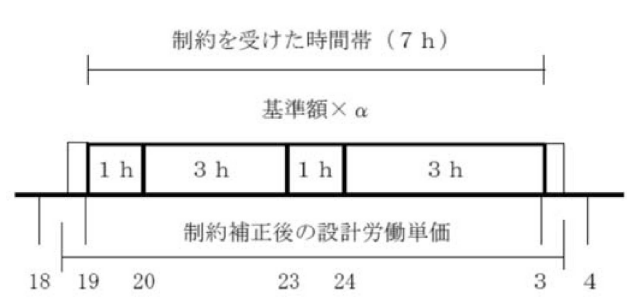 制約を受けた時間帯（７ｈ）
基準額×α
１ｈ ３ｈ １ｈ ３ｈ
制約補正後の設計労働単価
18 19 20 23 24 3 4